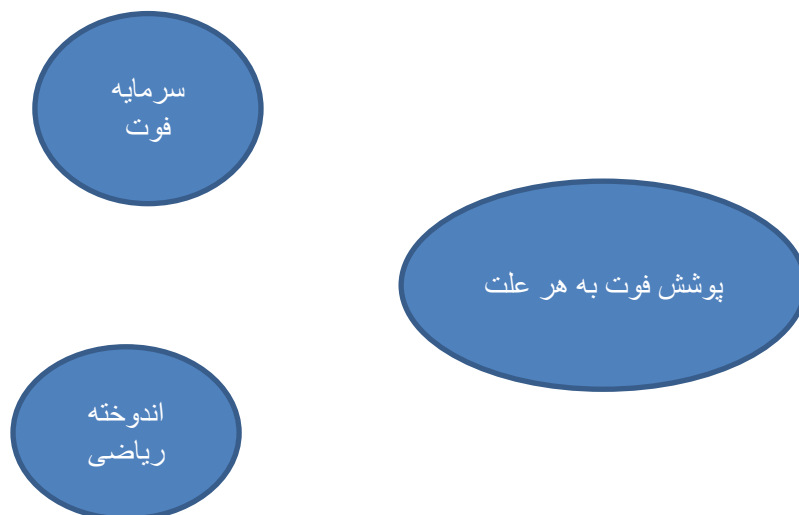 سرمایه
فوت
پوشش فوت به هر علت
اندوخته
ریاضی